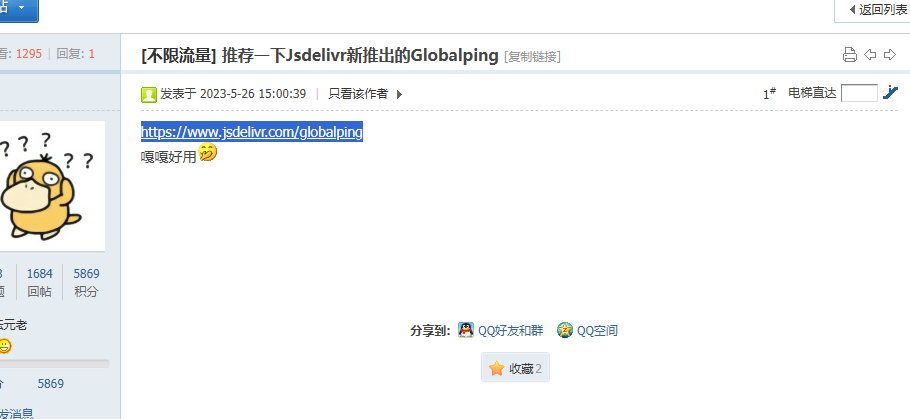 返回列表
看: 1295 | 回复: 1
[不限流量] 推荐一下Jsdelivr新推出的Globalping [复制链接]
发表于 2023-5-26 15:00:39 | 只看该作者
1# 电梯直达
https://www.jsdelivr.com/globalping
嘎嘎好用
? ? ? ? ?
1684 5869
回帖 积分
元老
5869
发消息
分享到: QQ好友和群 QQ空间
收藏2